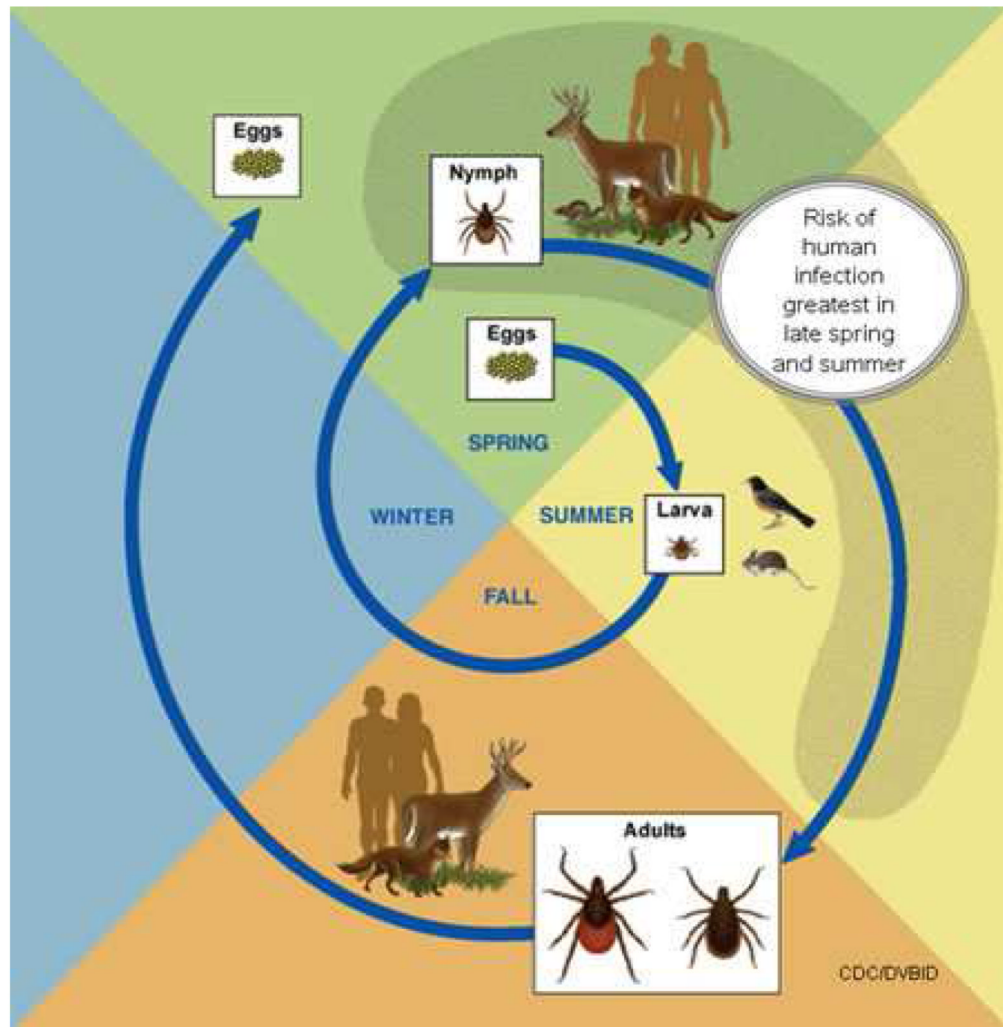 Eggs
Nymph
Risk of
human
infection
greatest in
late spring
and summer
Eggs
SPRING
WINTER
SUMMER
Larva
FALL
Adults
CDC/DVBID